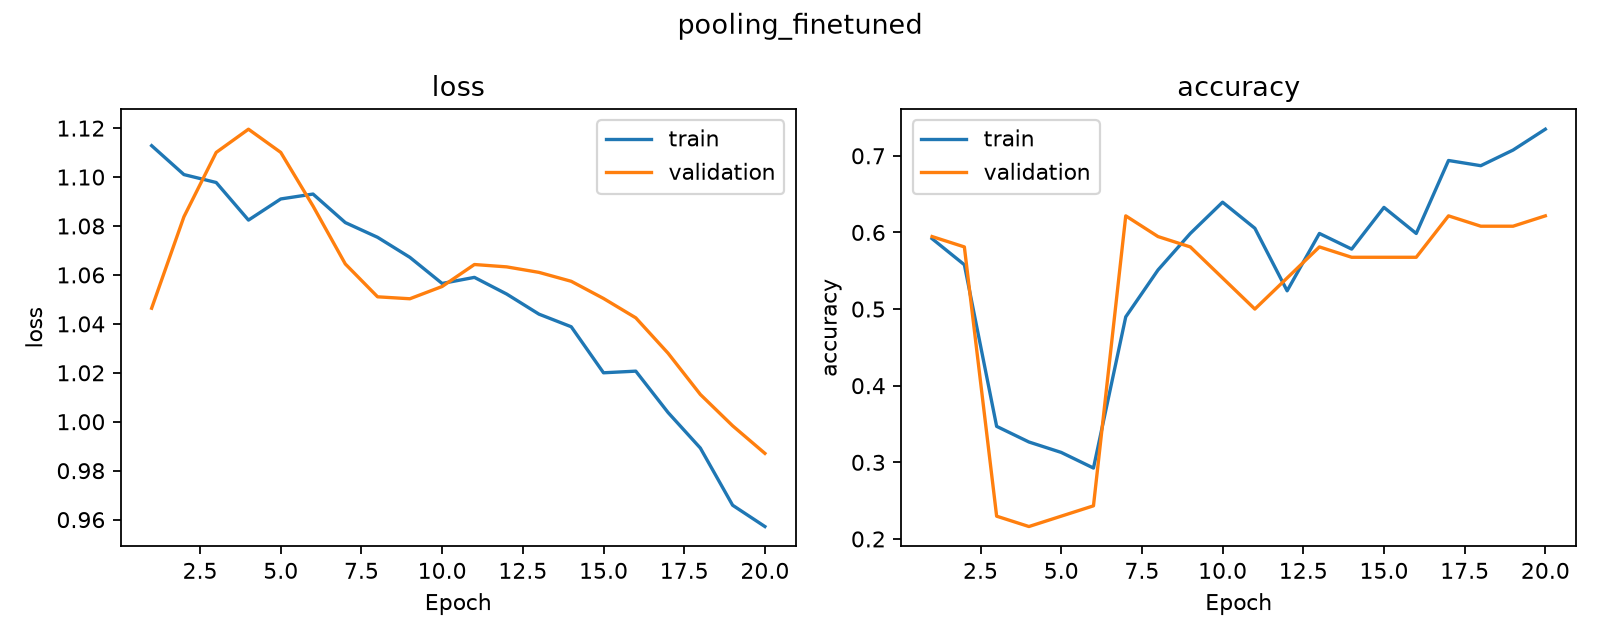 pooling_finetuned
loss
1.12
1.10
1.08
1.06
1.04
1.02
1.00
0.98
0.96
loss
train
validation
2.5 5.0 7.5 10.0 12.5 15.0 17.5 20.0
Epoch
accuracy
0.7
0.6
0.5
0.4
0.3
0.2
accuracy
train
validation
2.5 5.0 7.5 10.0 12.5 15.0 17.5 20.0
Epoch